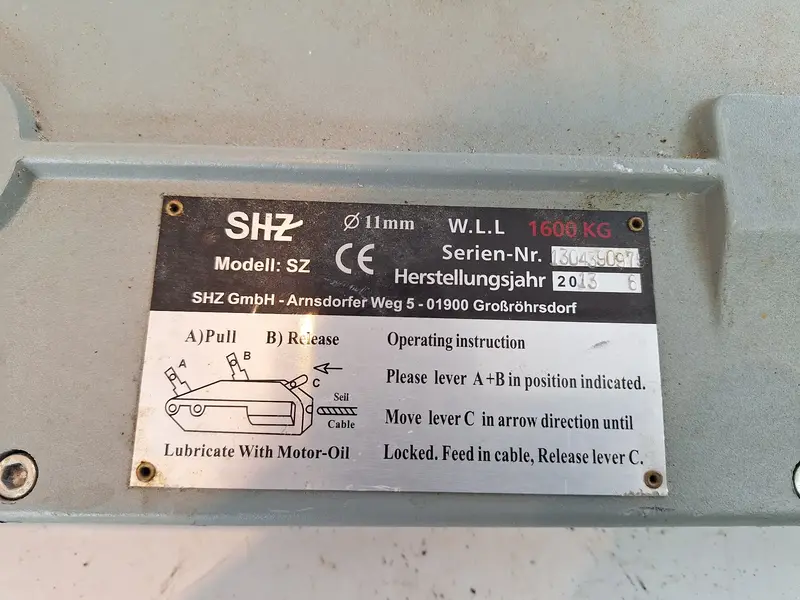 SHZ Ø 11mm W.L.L 1600 KG
Modell: SZ CE Serien-Nr. 130439097
Herstellungsjahr 2013 6
SHZ GmbH - Arnsdorfer Weg 5 - 01900 Großröhrsdorf
A)Pull B) Release
A
B
C
Seil
Cable
Lubricate With Motor-Oil
Operating instruction
Please lever A+B in position indicated.
Move lever C in arrow direction until
Locked. Feed in cable, Release lever C.